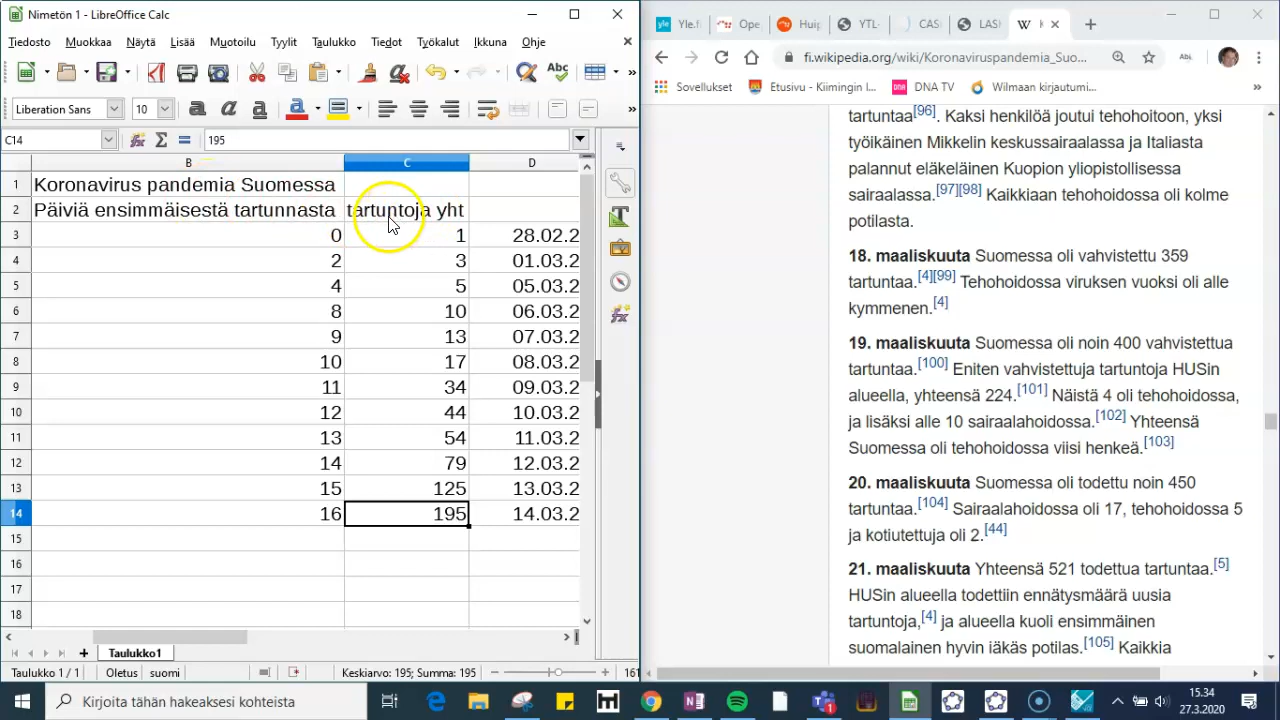 Nimetön 1 - LibreOffice Calc
Tiedosto Muokkaa Näytä Lisää Muotoilu Tyylit Taulukko Tiedot Työkalut Ikkuna Ohje
Liberation Sans 10
C14 195
B C D
1 Koronavirus pandemia Suomessa
2 Päiviä ensimmäisestä tartunnasta tartuntoja yht
3 0 1 28.02.2
4 2 3 01.03.2
5 4 5 05.03.2
6 8 10 06.03.2
7 9 13 07.03.2
8 10 17 08.03.2
9 11 34 09.03.2
10 12 44 10.03.2
11 13 54 11.03.2
12 14 79 12.03.2
13 15 125 13.03.2
14 16 195 14.03.2
15
16
17
18
Taulukko1
Taulukko 1 / 1 Oletus suomi Keskiarvo: 195; Summa: 195 161
Yle.f Ope Huip YTL- CAS LASK
fi.wikipedia.org/wiki/Koronaviruspandemia_Suo...
Sovellukset Etusivu – Kiimingin l... DNA TV Wilmaan kirjautumi...
tartuntaa[96]. Kaksi henkilöä joutui tehohoitoon, yksi
työikäinen Mikkelin keskussairaalassa ja Italiasta
palannut eläkeläinen Kuopion yliopistollisessa
sairaalassa.[97][98] Kaikkiaan tehohoidossa oli kolme
potilasta.
18. maaliskuuta Suomessa oli vahvistettu 359
tartuntaa.[4][99] Tehohoidossa viruksen vuoksi oli alle
kymmenen.[4]
19. maaliskuuta Suomessa oli noin 400 vahvistettua
tartuntaa.[100] Eniten vahvistettuja tartuntoja HUSin
alueella, yhteensä 224.[101] Näistä 4 oli tehohoidossa,
ja lisäksi alle 10 sairaalahoidossa.[102] Yhteensä
Suomessa oli tehohoidossa viisi henkeä.[103]
20. maaliskuuta Suomessa oli todettu noin 450
tartuntaa.[104] Sairaalahoidossa oli 17, tehohoidossa 5
ja kotiutettuja oli 2.[44]
21. maaliskuuta Yhteensä 521 todettua tartuntaa.[5]
HUSin alueella todettiin ennätysmäärä uusia
tartuntoja,[4] ja alueella kuoli ensimmäinen
suomalainen hyvin iäkäs potilas.[105] Kaikkia
Kirjoita tähän hakeaksesi kohteista
15.34
27.3.2020